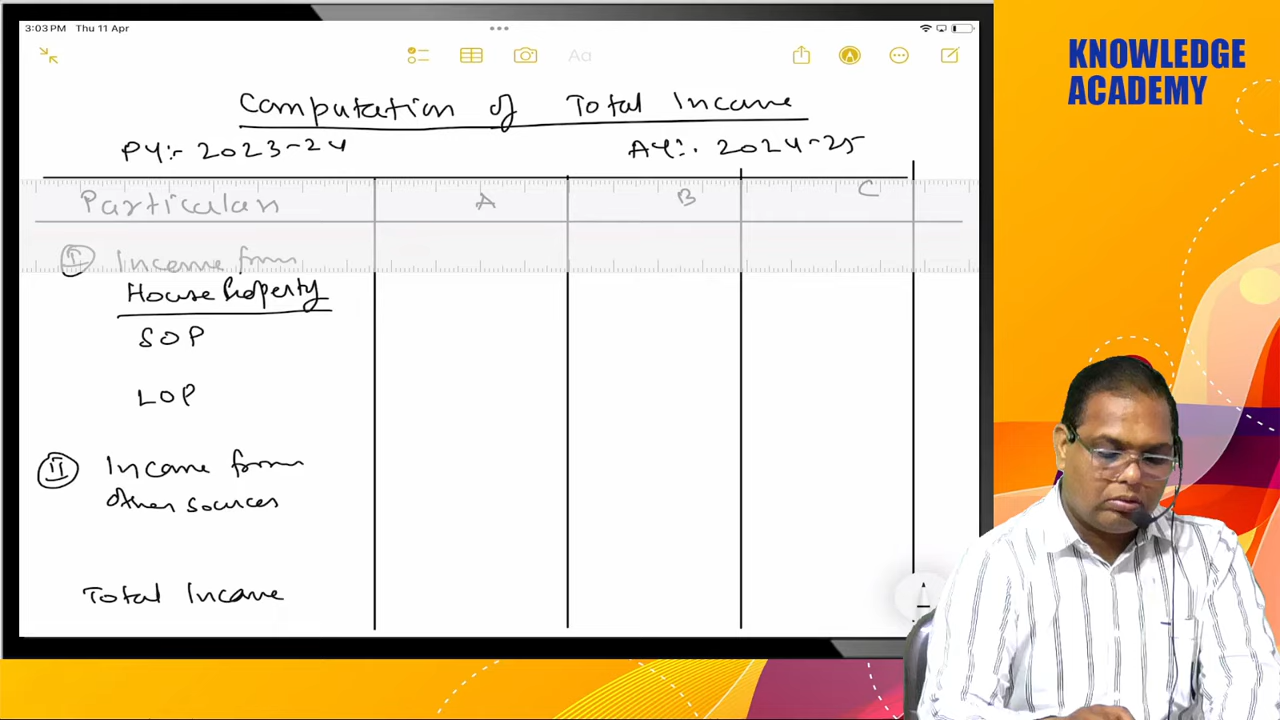 3:03 PM Thu 11 Apr
Aa
KNOWLEDGE
ACADEMY
Computation of Total Income
PY:- 2023-24 AY:- 2024-25
Particulars A B C
I Income from
House Property
SOP
LOP
II Income from
other sources
Total Income